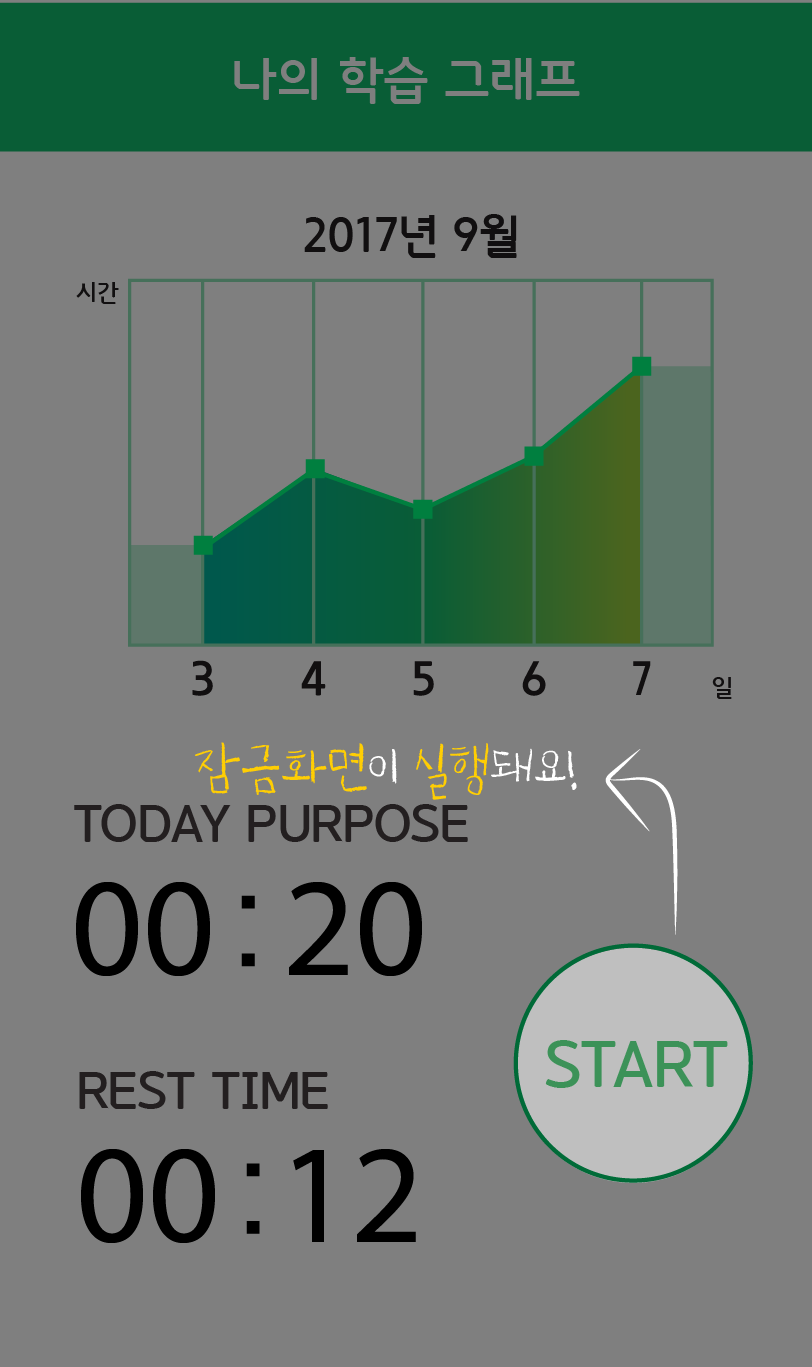 나의 학습 그래프
2017년 9월
시간
3 4 5 6 7 일
잠금화면이 실행돼요!
TODAY PURPOSE
00:20
START
REST TIME
00:12